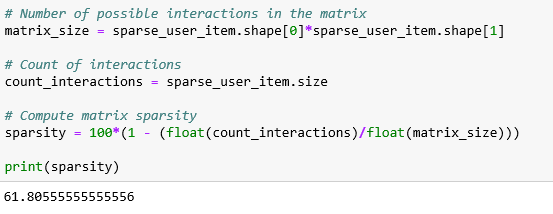 # Number of possible interactions in the matrix
matrix_size = sparse_user_item.shape[0]*sparse_user_item.shape[1]
# Count of interactions
count_interactions = sparse_user_item.size
# Compute matrix sparsity
sparsity = 100*(1 - (float(count_interactions)/float(matrix_size)))
print(sparsity)
61.80555555555556